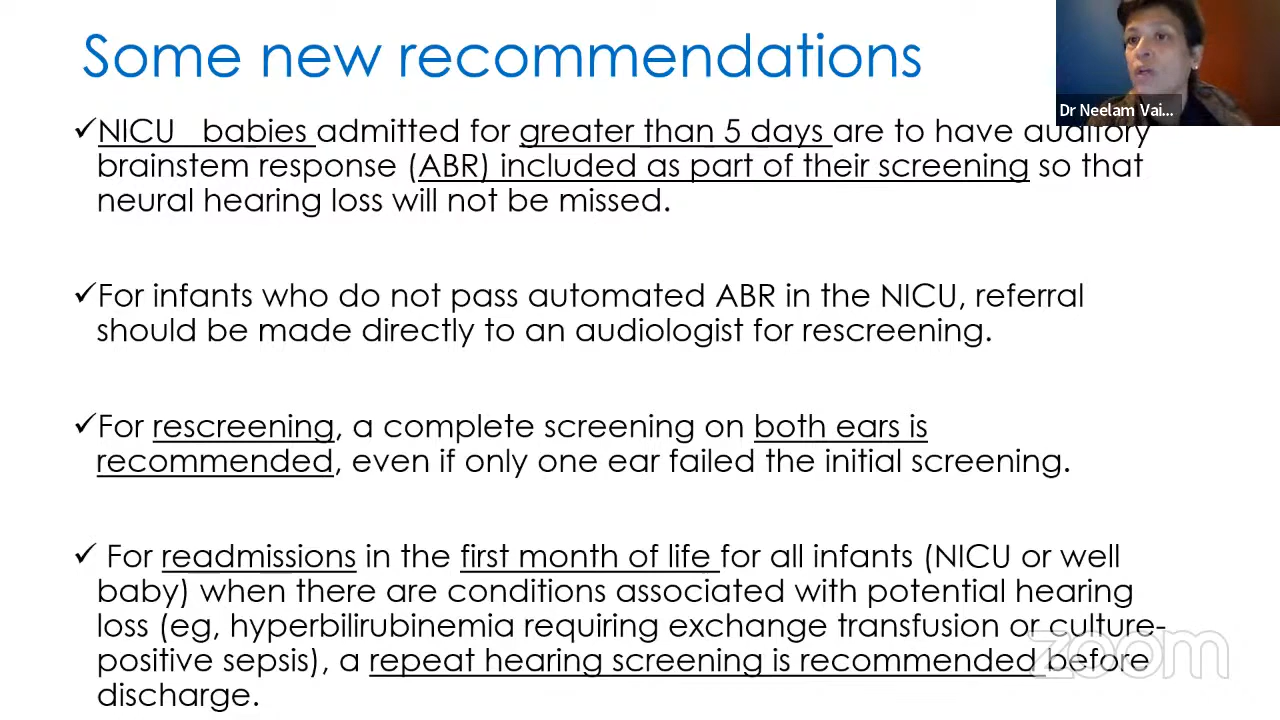 Some new recommendations
Dr Neelam Vai...
✓NICU babies admitted for greater than 5 days are to have auditory
brainstem response (ABR) included as part of their screening so that
neural hearing loss will not be missed.
✓For infants who do not pass automated ABR in the NICU, referral
should be made directly to an audiologist for rescreening.
✓For rescreening, a complete screening on both ears is
recommended, even if only one ear failed the initial screening.
✓ For readmissions in the first month of life for all infants (NICU or well
baby) when there are conditions associated with potential hearing
loss (eg, hyperbilirubinemia requiring exchange transfusion or culture-
positive sepsis), a repeat hearing screening is recommended before
discharge.
zoom